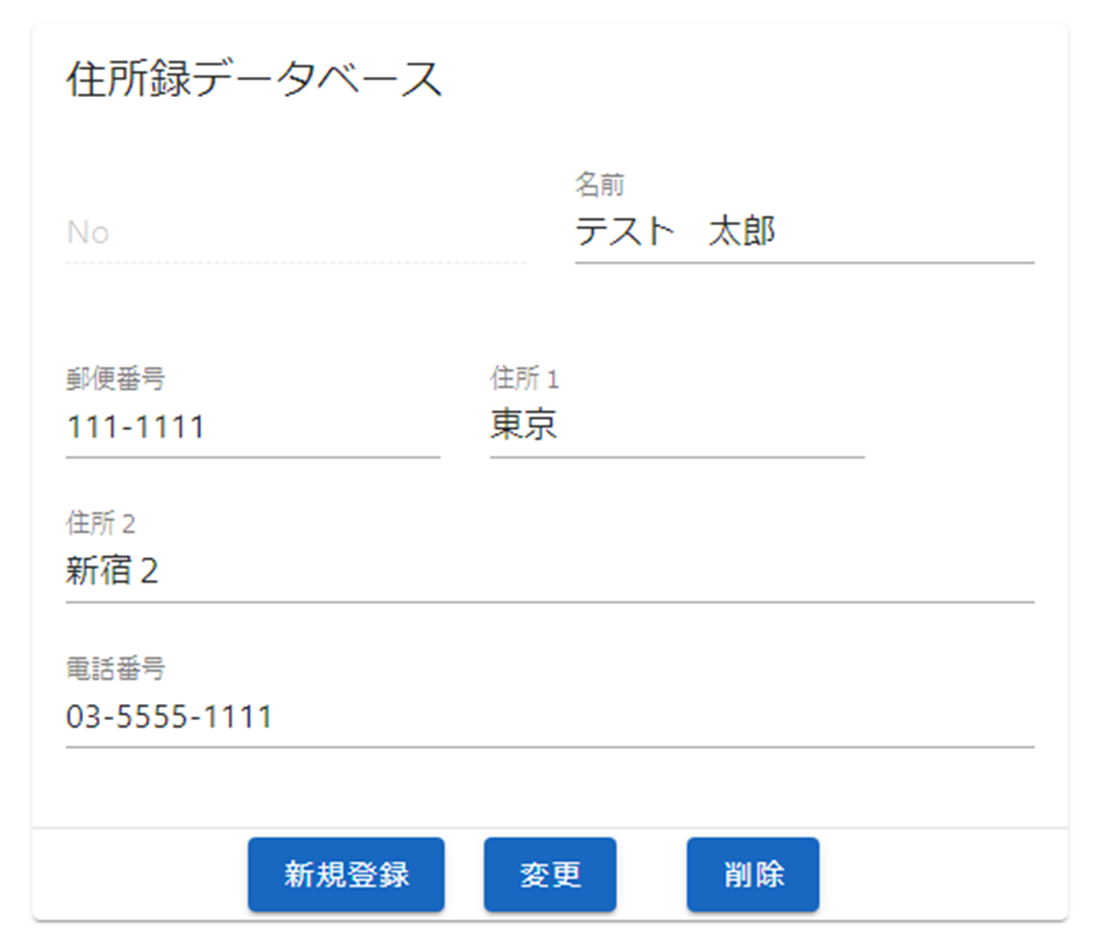 住所録データベース
No
名前
テスト　太郎
郵便番号
111-1111
住所1
東京
住所2
新宿2
電話番号
03-5555-1111
新規登録
変更
削除